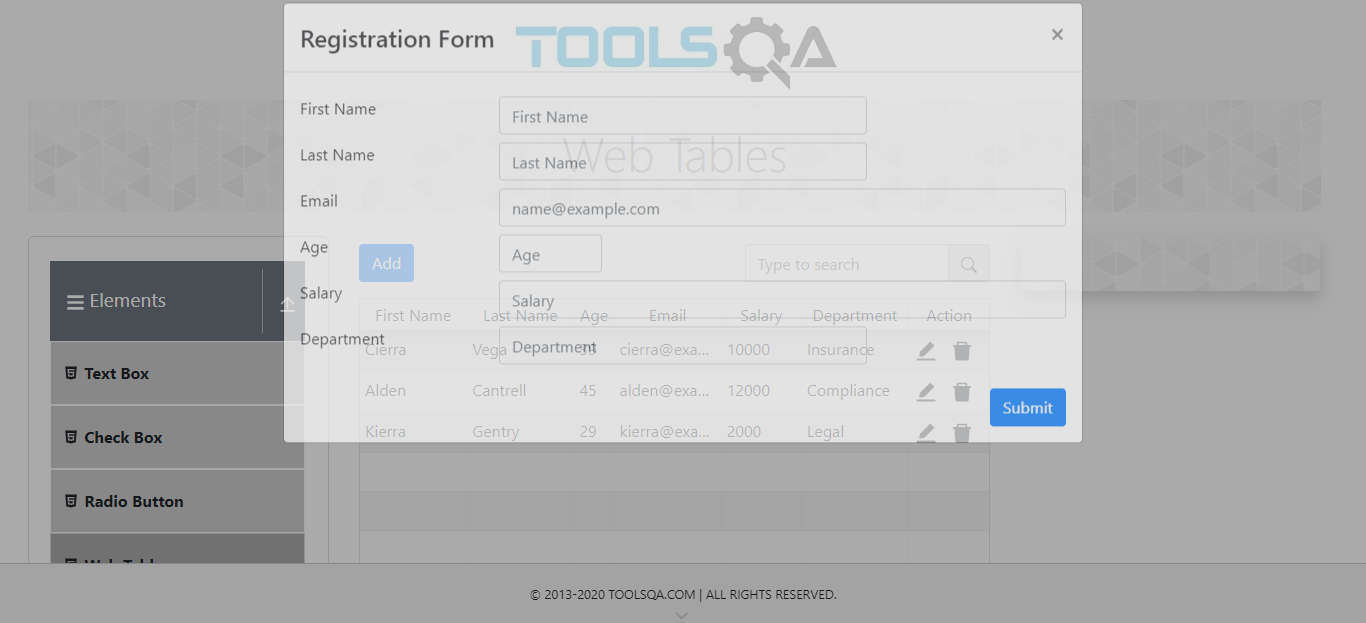 Registration Form
TOOLSQA
×
First Name
First Name
Web Tables
Last Name
Last Name
Email
name@example.com
Age
Age
Add
Type to search
Elements
Salary
Salary
First Name Last Name Age Email Salary Department Action
Department
Department
Cierra Vega 39 cierra@exa... 10000 Insurance
Text Box
Alden Cantrell 45 alden@exa... 12000 Compliance
Submit
Check Box
Kierra Gentry 29 kierra@exa... 2000 Legal
Radio Button
© 2013-2020 TOOLSQA.COM | ALL RIGHTS RESERVED.